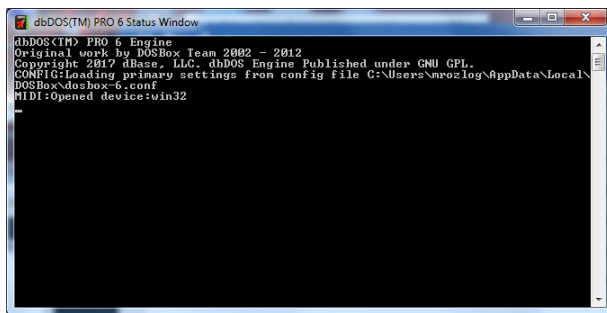 dbDOS(TM) PRO 6 Status Window
dbDOS(TM) PRO 6 Engine
Original work by DOSBox Team 2002 - 2012
Copyright 2017 dBase, LLC. dbDOS Engine Published under GNU GPL.
CONFIG:Loading primary settings from config file C:\Users\mrozlog\AppData\Local\
DOSBox\dosbox-6.conf
MIDI:Opened device:win32